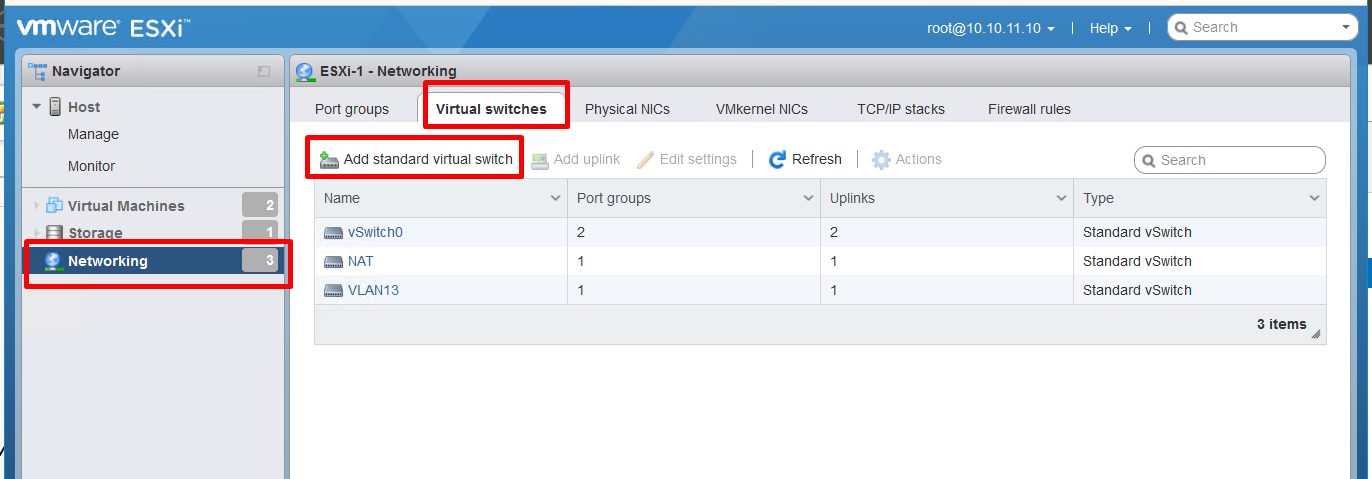 vmware® ESXi™
root@10.10.11.10 | Help | Search
Navigator
ESXi-1 - Networking
Host
Manage
Monitor
Virtual Machines 2
Storage 1
Networking 3
Port groups Virtual switches Physical NICs VMkernel NICs TCP/IP stacks Firewall rules
Add standard virtual switch Add uplink Edit settings | Refresh | Actions Search
Name Port groups Uplinks Type
vSwitch0 2 2 Standard vSwitch
NAT 1 1 Standard vSwitch
VLAN13 1 1 Standard vSwitch
3 items